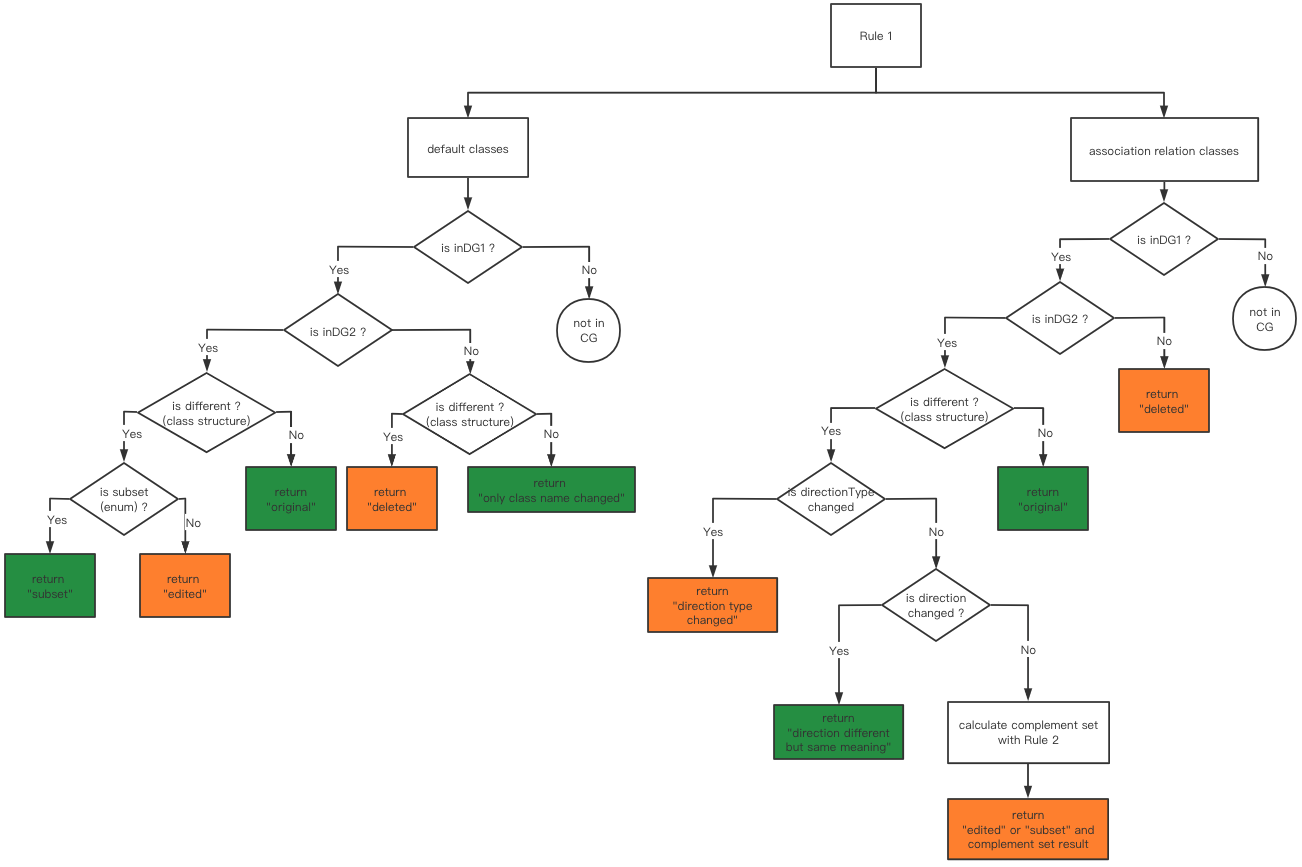 Rule 1
default classes
association relation classes
is inDG1 ?
is inDG1 ?
Yes
No
Yes
No
is inDG2 ?
not in
CG
is inDG2 ?
not in
CG
Yes
No
Yes
No
is different ?
(class structure)
is different ?
(class structure)
is different ?
(class structure)
return
"deleted"
Yes
No
Yes
No
Yes
No
is subset
(enum) ?
return
"original"
return
"deleted"
return
"only class name changed"
is directionType
changed
return
"original"
Yes
No
Yes
No
return
"subset"
return
"edited"
return
"direction type
changed"
is direction
changed ?
Yes
No
return
"direction different
but same meaning"
calculate complement set
with Rule 2
return
"edited" or "subset" and
complement set result